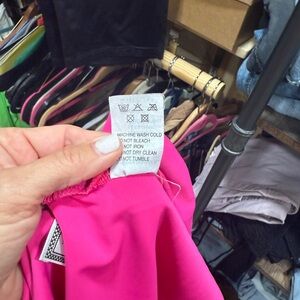 MACHINE WASH COLD
DO NOT BLEACH
DO NOT IRON
DO NOT DRY CLEAN
DO NOT TUMBLE